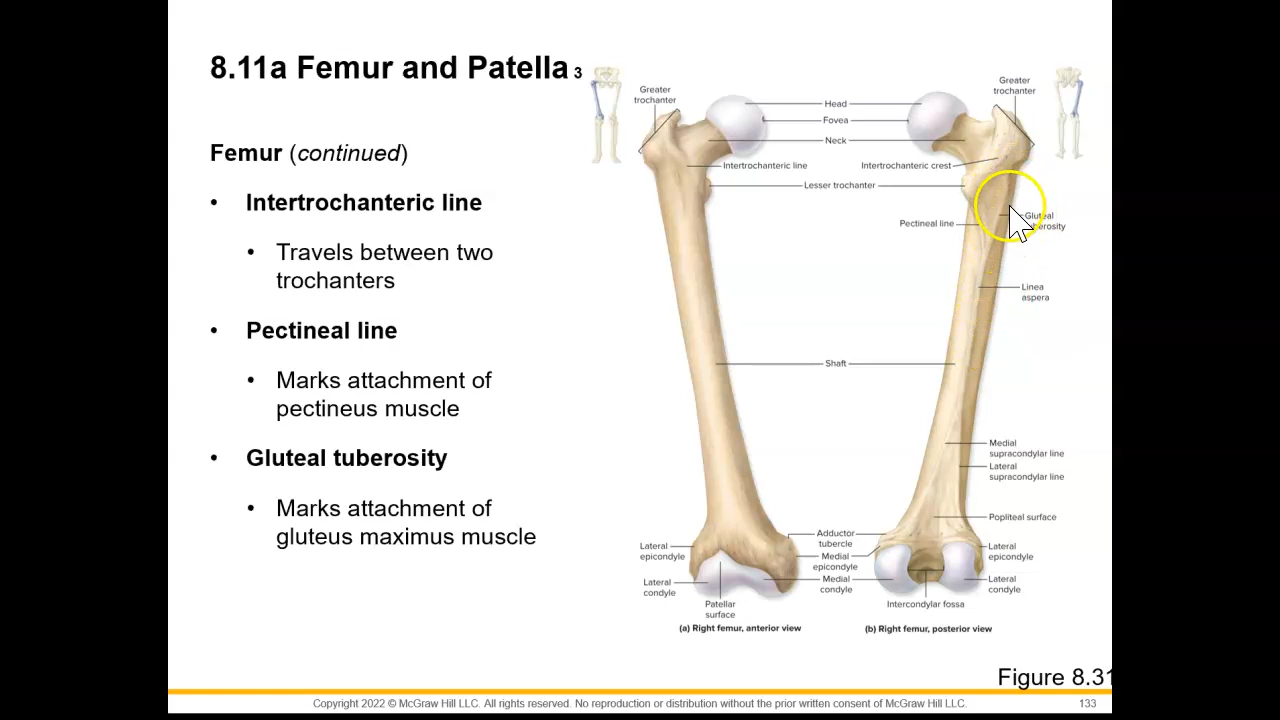 8.11a Femur and Patella 3
Femur (continued)
• Intertrochanteric line
• Travels between two
trochanters
• Pectineal line
• Marks attachment of
pectineus muscle
• Gluteal tuberosity
• Marks attachment of
gluteus maximus muscle
Greater
trochanter
Head
Fovea
Neck
Intertrochanteric line
Lesser trochanter
Greater
trochanter
Intertrochanteric crest
Pectineal line
Gluteal
Linea
aspera
Shaft
Medial
supracondylar line
Lateral
supracondylar line
Popliteal surface
Lateral
epicondyle
Lateral
condyle
Patellar
surface
Adductor
tubercle
Medial
epicondyle
Medial
condyle
Lateral
epicondyle
Lateral
condyle
Intercondylar fossa
(a) Right femur, anterior view
(b) Right femur, posterior view
Figure 8.31
Copyright 2022 © McGraw Hill LLC. All rights reserved. No reproduction or distribution without the prior written consent of McGraw Hill LLC.
133